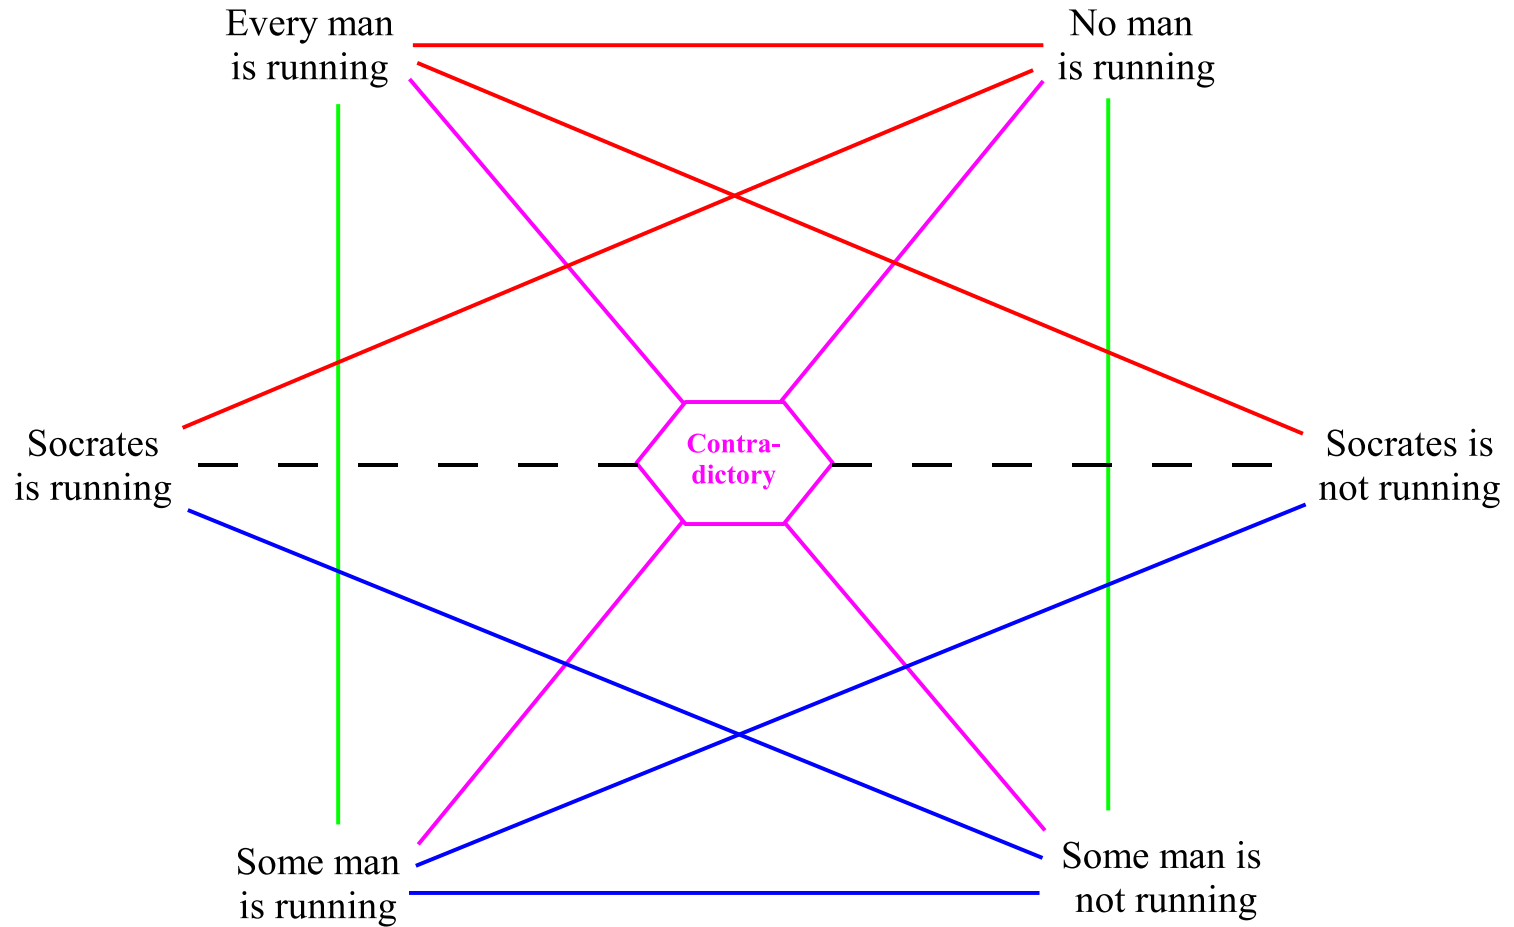 Every man
is running
No man
is running
Socrates
is running
Contra-
dictory
Socrates is
not running
Some man
is running
Some man is
not running